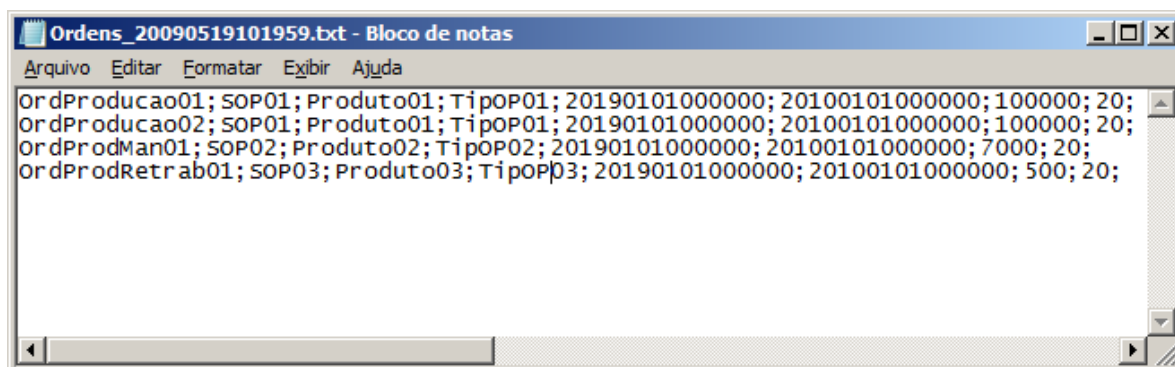 Ordens_20090519101959.txt - Bloco de notas
Arquivo Editar Formatar Exibir Ajuda
OrdProducao01;SOP01;Produto01;TipOP01;20190101000000;20100101000000;100000;20;
OrdProducao02;SOP01;Produto01;TipOP01;20190101000000;20100101000000;100000;20;
OrdProdMan01;SOP02;Produto02;TipOP02;20190101000000;20100101000000;7000;20;
OrdProdRetrab01;SOP03;Produto03;TipOP03;20190101000000;20100101000000;500;20;